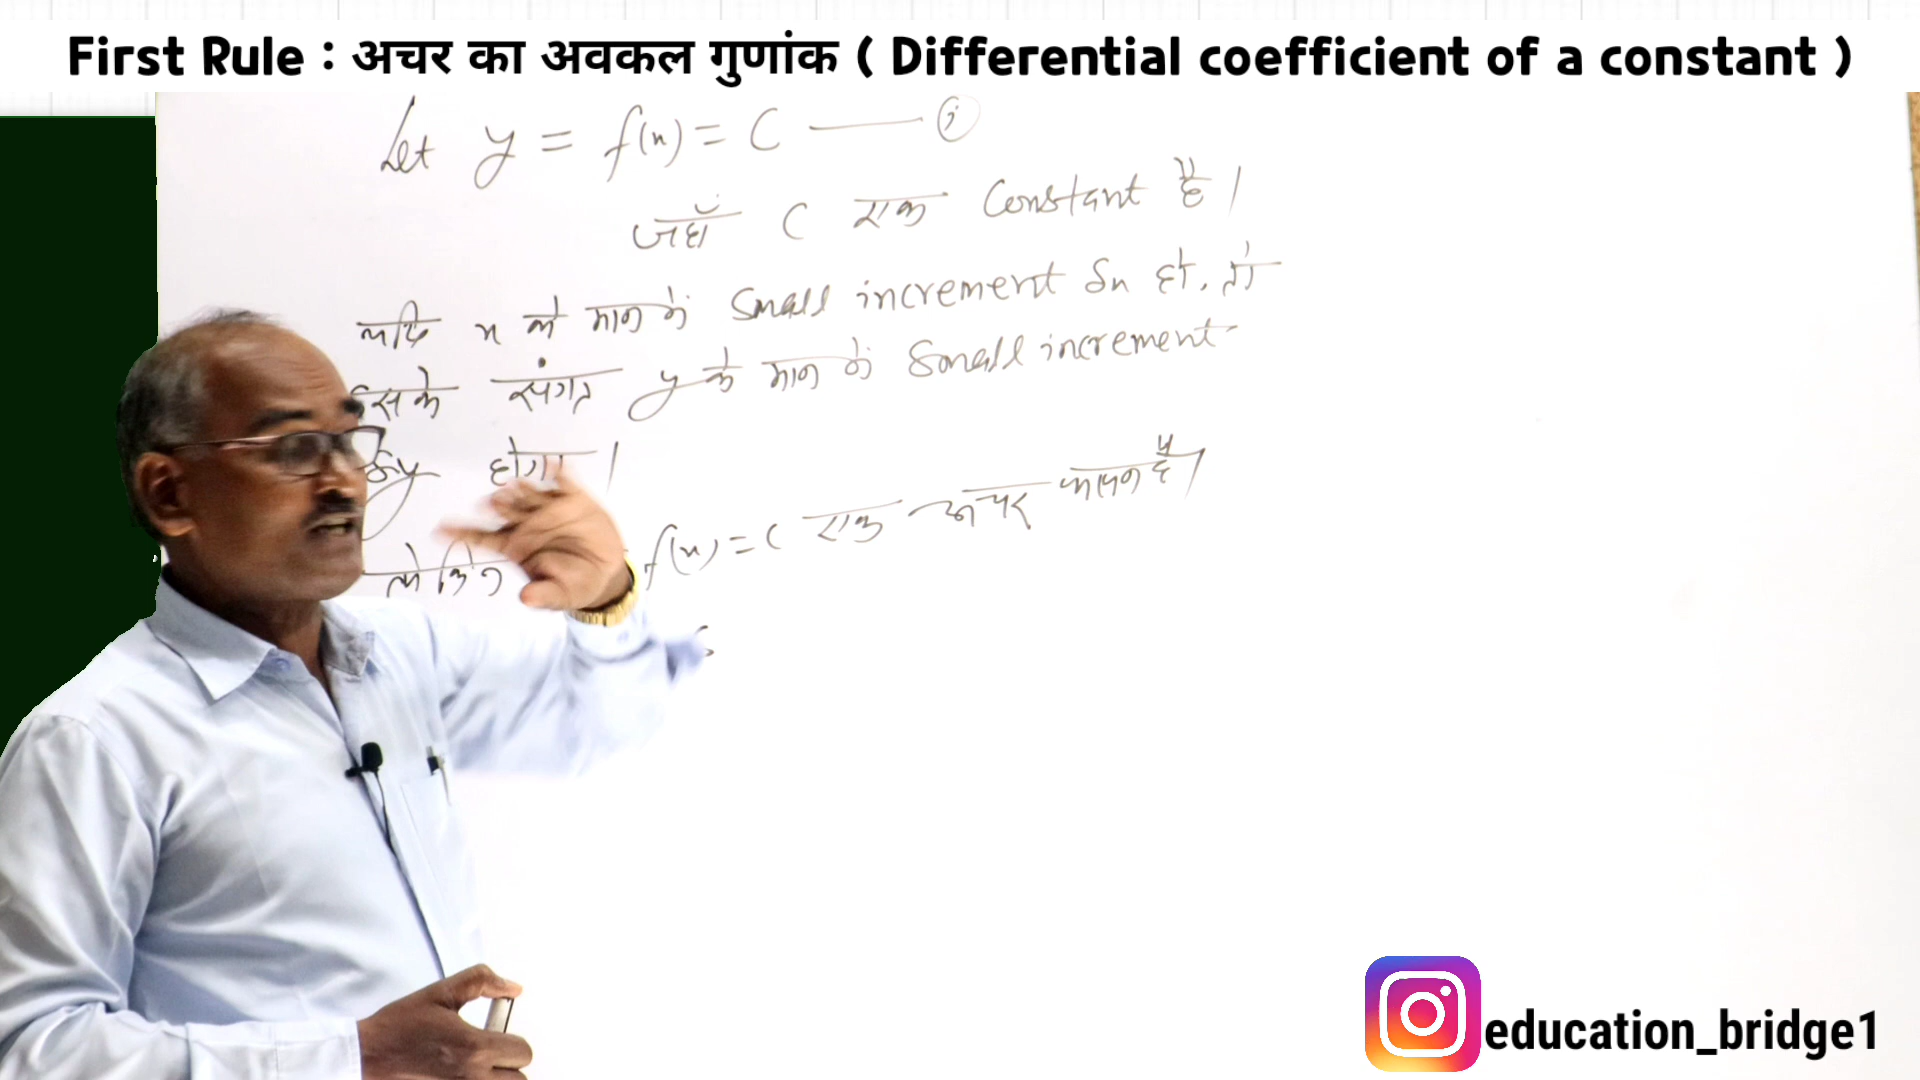 First Rule : अचर का अवकल गुणांक ( Differential coefficient of a constant )
Let y = f(x) = C —— (i)
जहाँ C एक Constant है।
यदि x के मान में Small increment δx हो, तो
इसके संगत y के मान में Small increment
δy होगा।
लेकिन f(x) = C एक अचर फलन है।
education_bridge1